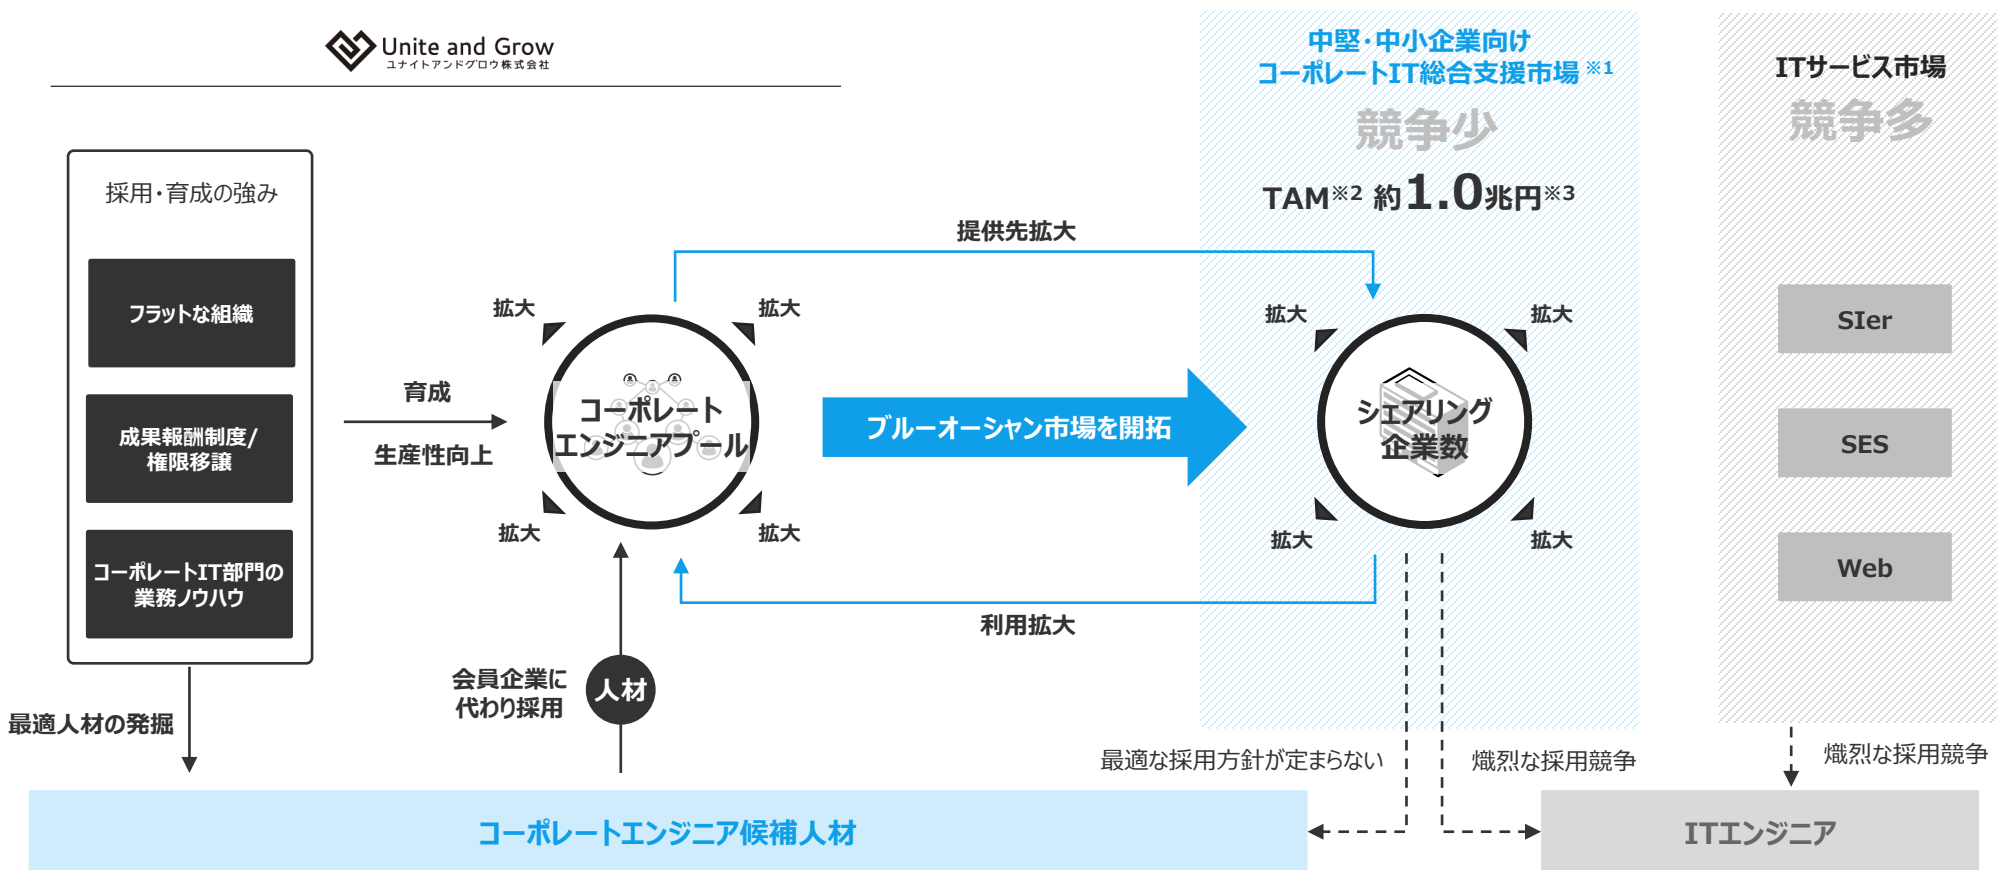 Unite and Grow
ユナイトアンドグロウ株式会社
採用・育成の強み
フラットな組織
成果報酬制度/
権限移譲
コーポレートIT部門の
業務ノウハウ
最適人材の発掘
育成
生産性向上
拡大
拡大
コーポレート
エンジニアプール
拡大
拡大
会員企業に
代わり採用
人材
提供先拡大
ブルーオーシャン市場を開拓
利用拡大
中堅・中小企業向け
コーポレートIT総合支援市場 ※1
競争少
TAM※2 約1.0兆円※3
拡大
拡大
シェアリング
企業数
拡大
拡大
最適な採用方針が定まらない
熾烈な採用競争
ITサービス市場
競争多
SIer
SES
Web
熾烈な採用競争
コーポレートエンジニア候補人材
ITエンジニア